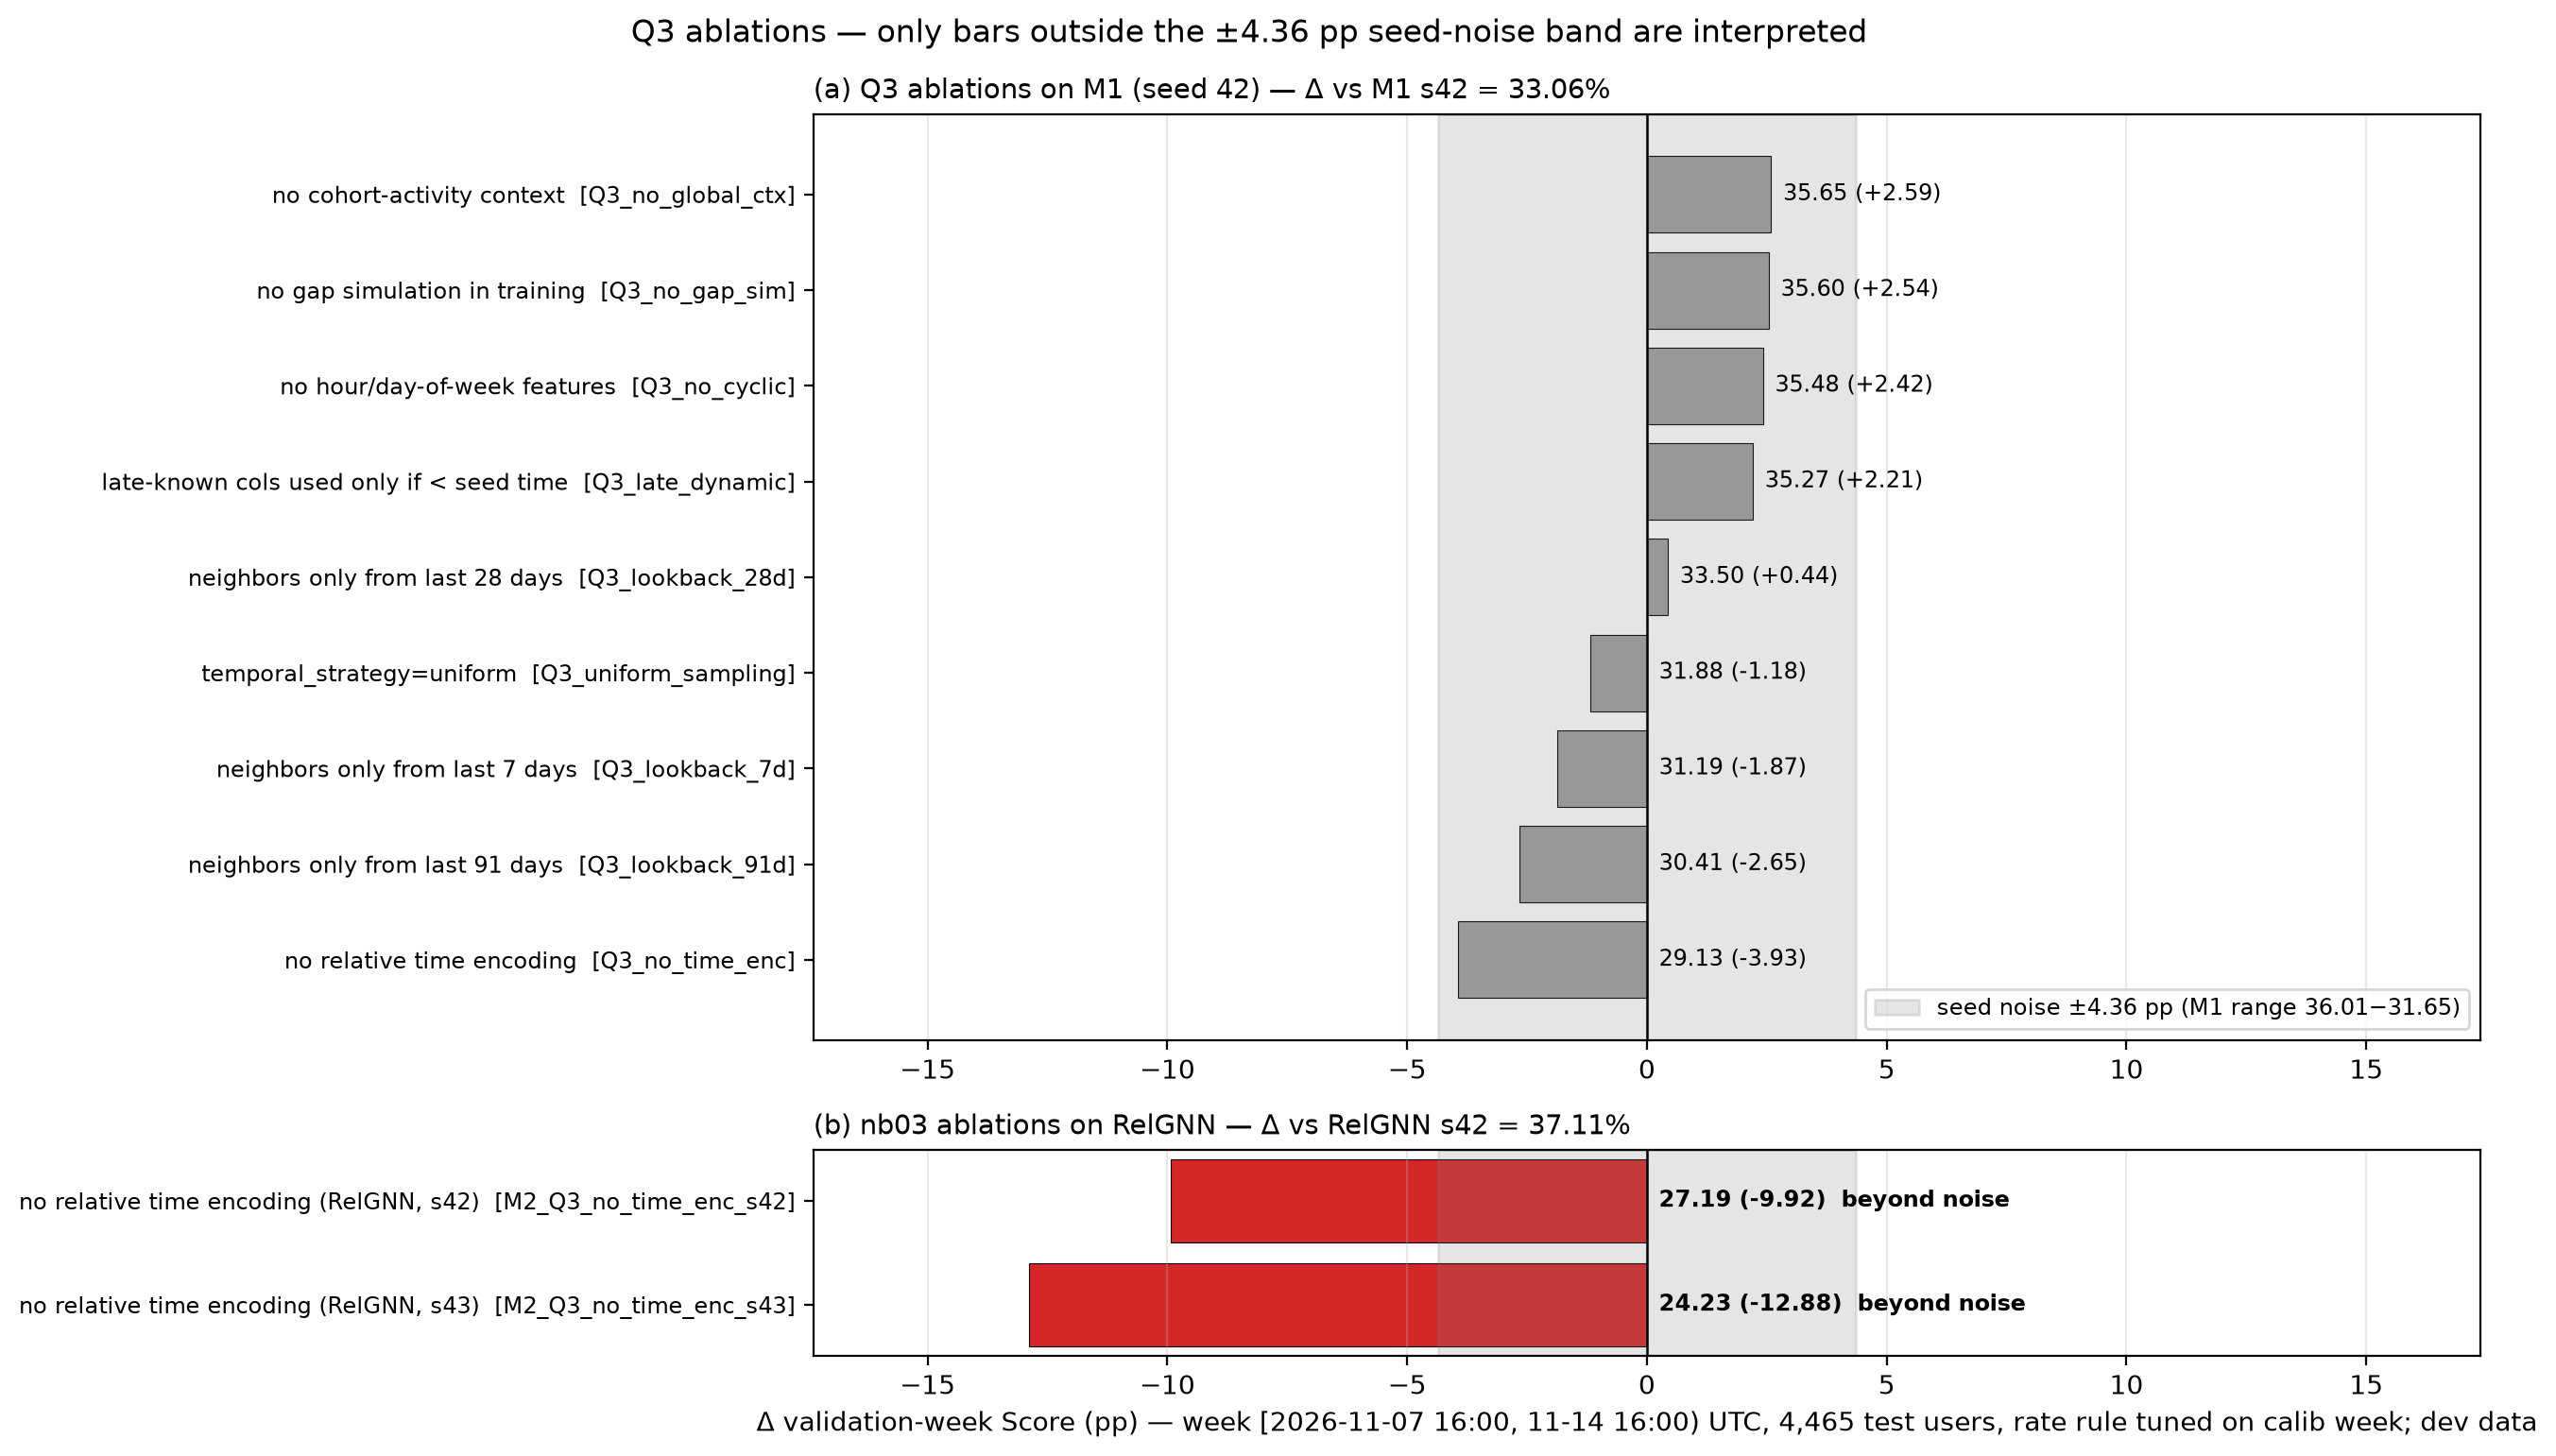 Q3 ablations — only bars outside the ±4.36 pp seed-noise band are interpreted
(a) Q3 ablations on M1 (seed 42) — Δ vs M1 s42 = 33.06%
no cohort-activity context [Q3_no_global_ctx]
35.65 (+2.59)
no gap simulation in training [Q3_no_gap_sim]
35.60 (+2.54)
no hour/day-of-week features [Q3_no_cyclic]
35.48 (+2.42)
late-known cols used only if < seed time [Q3_late_dynamic]
35.27 (+2.21)
neighbors only from last 28 days [Q3_lookback_28d]
33.50 (+0.44)
temporal_strategy=uniform [Q3_uniform_sampling]
31.88 (-1.18)
neighbors only from last 7 days [Q3_lookback_7d]
31.19 (-1.87)
neighbors only from last 91 days [Q3_lookback_91d]
30.41 (-2.65)
no relative time encoding [Q3_no_time_enc]
29.13 (-3.93)
seed noise ±4.36 pp (M1 range 36.01−31.65)
−15 −10 −5 0 5 10 15
(b) nb03 ablations on RelGNN — Δ vs RelGNN s42 = 37.11%
no relative time encoding (RelGNN, s42) [M2_Q3_no_time_enc_s42]
27.19 (-9.92) beyond noise
no relative time encoding (RelGNN, s43) [M2_Q3_no_time_enc_s43]
24.23 (-12.88) beyond noise
−15 −10 −5 0 5 10 15
Δ validation-week Score (pp) — week [2026-11-07 16:00, 11-14 16:00) UTC, 4,465 test users, rate rule tuned on calib week; dev data